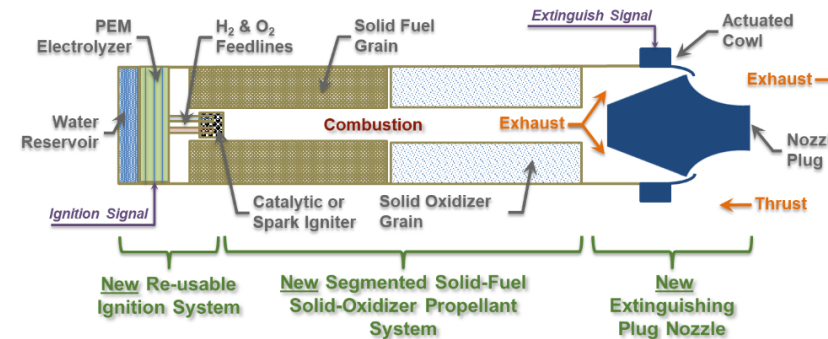 PEM
Electrolyzer
H₂ & O₂
Feedlines
Solid Fuel
Grain
Extinguish Signal
Actuated
Cowl
Exhaust
Water
Reservoir
Combustion
Exhaust
Plug
Ignition Signal
Catalytic or
Spark Igniter
Solid Oxidizer
Grain
Thrust
New Re-usable
Ignition System
New Segmented Solid-Fuel
Solid-Oxidizer Propellant
System
New
Extinguishing
Plug Nozzle